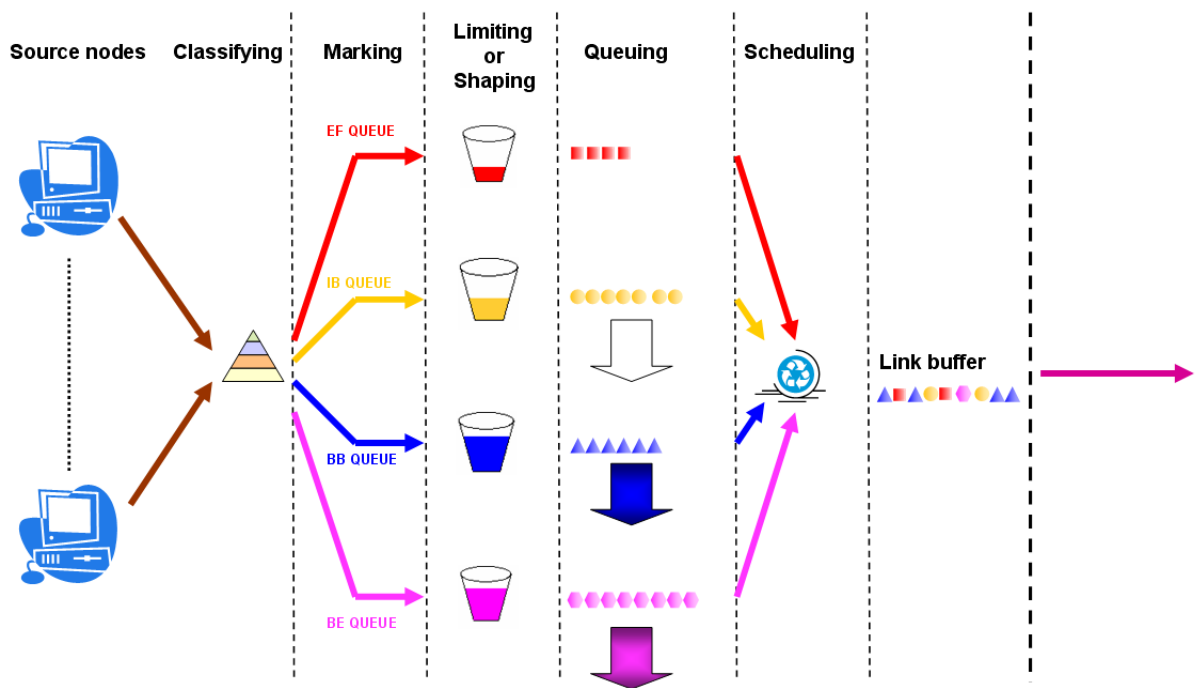 Source nodes
Classifying
Marking
Limiting
or
Shaping
Queuing
Scheduling
EF QUEUE
IB QUEUE
Link buffer
BB QUEUE
BE QUEUE